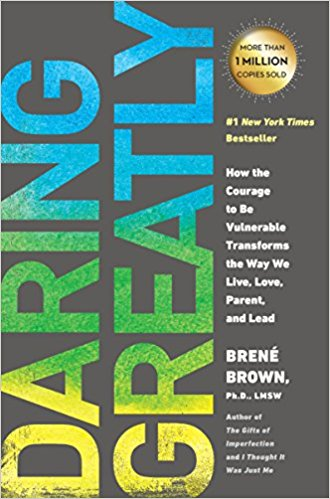 DARING
GREATLY
MORE THAN
1 MILLION
COPIES SOLD
#1 New York Times
Bestseller
How the
Courage
to Be
Vulnerable
Transforms
the Way We
Live, Love,
Parent,
and Lead
BRENÉ
BROWN,
Ph.D., LMSW
Author of
The Gifts of
Imperfection
and I Thought It
Was Just Me